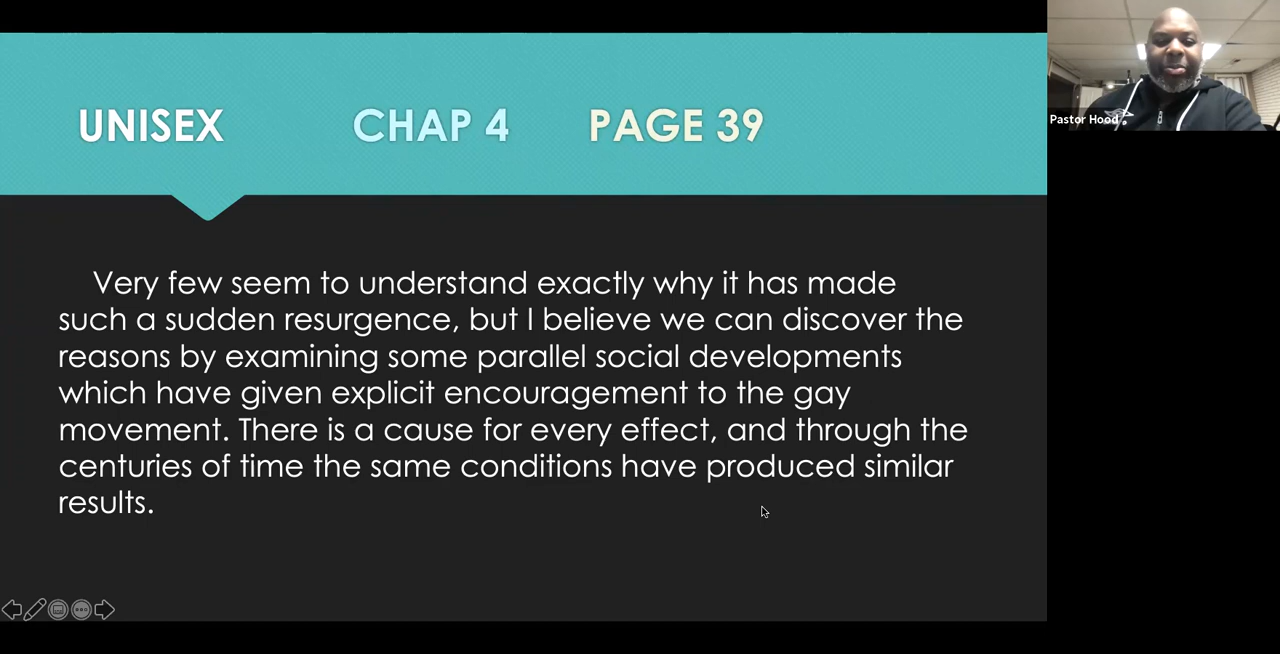 UNISEX CHAP 4 PAGE 39
Pastor Hood
Very few seem to understand exactly why it has made
such a sudden resurgence, but I believe we can discover the
reasons by examining some parallel social developments
which have given explicit encouragement to the gay
movement. There is a cause for every effect, and through the
centuries of time the same conditions have produced similar
results.